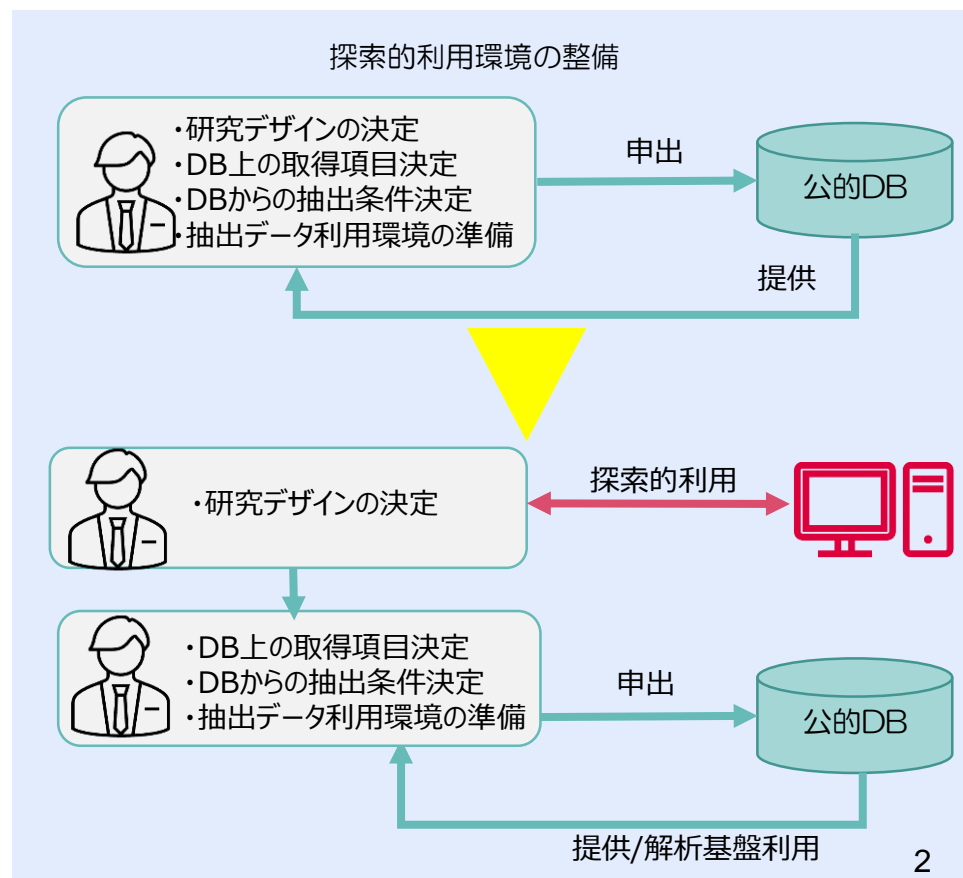 探索的利用環境の整備
・研究デザインの決定
・DB上の取得項目決定
・DBからの抽出条件決定
・抽出データ利用環境の準備
申出
公的DB
提供
・研究デザインの決定
探索的利用
・DB上の取得項目決定
・DBからの抽出条件決定
・抽出データ利用環境の準備
申出
公的DB
提供/解析基盤利用
2